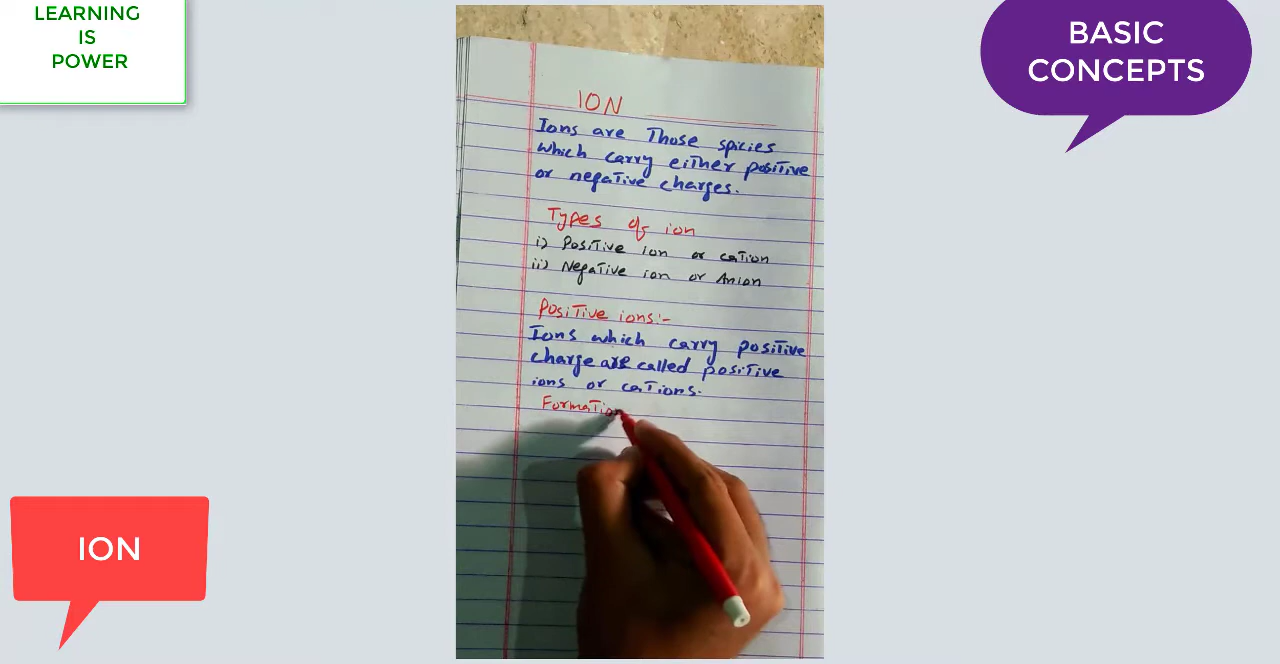 LEARNING
IS
POWER
BASIC
CONCEPTS
ION
Ions are Those spicies
which carry either positive
or negative charges.
Types of ion
i) Positive ion or cation
ii) Negative ion or Anion
Positive ions:-
Ions which carry positive
charge are called positive
ions or cations.
Formation
ION